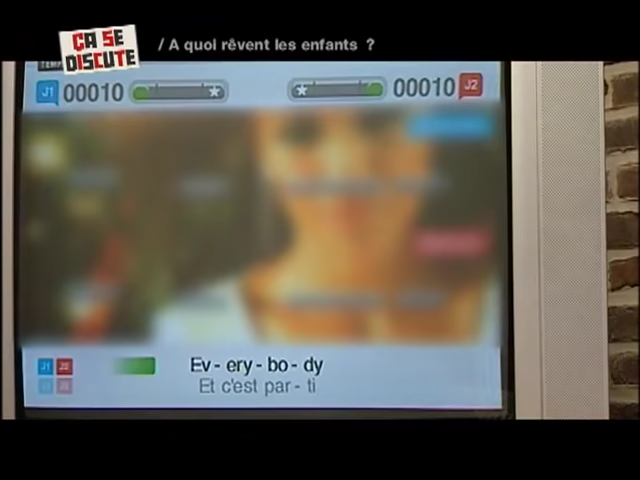 ÇA SE
DISCUTE
/ A quoi rêvent les enfants ?
J1 00010
00010 J2
Ev - ery - bo - dy
Et c'est par - ti
J1